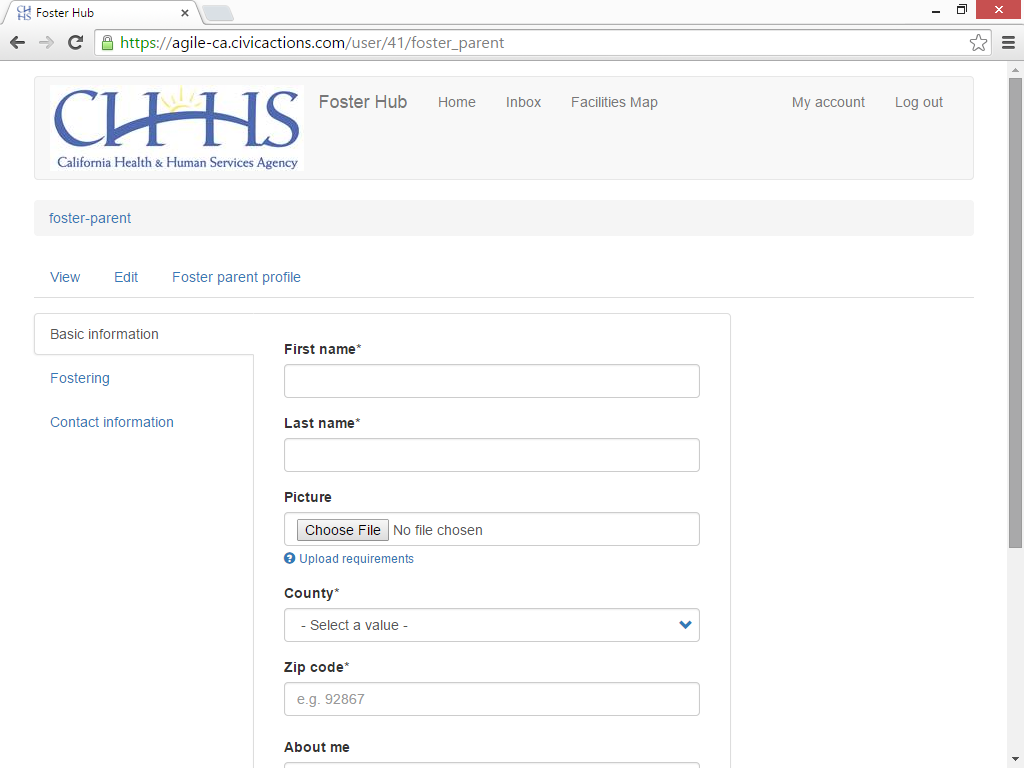 Foster Hub
https://agile-ca.civicactions.com/user/41/foster_parent
CHHS
California Health & Human Services Agency
Foster Hub Home Inbox Facilities Map My account Log out
foster-parent
View Edit Foster parent profile
Basic information
Fostering
Contact information
First name*
Last name*
Picture
Choose File No file chosen
Upload requirements
County*
- Select a value -
Zip code*
e.g. 92867
About me